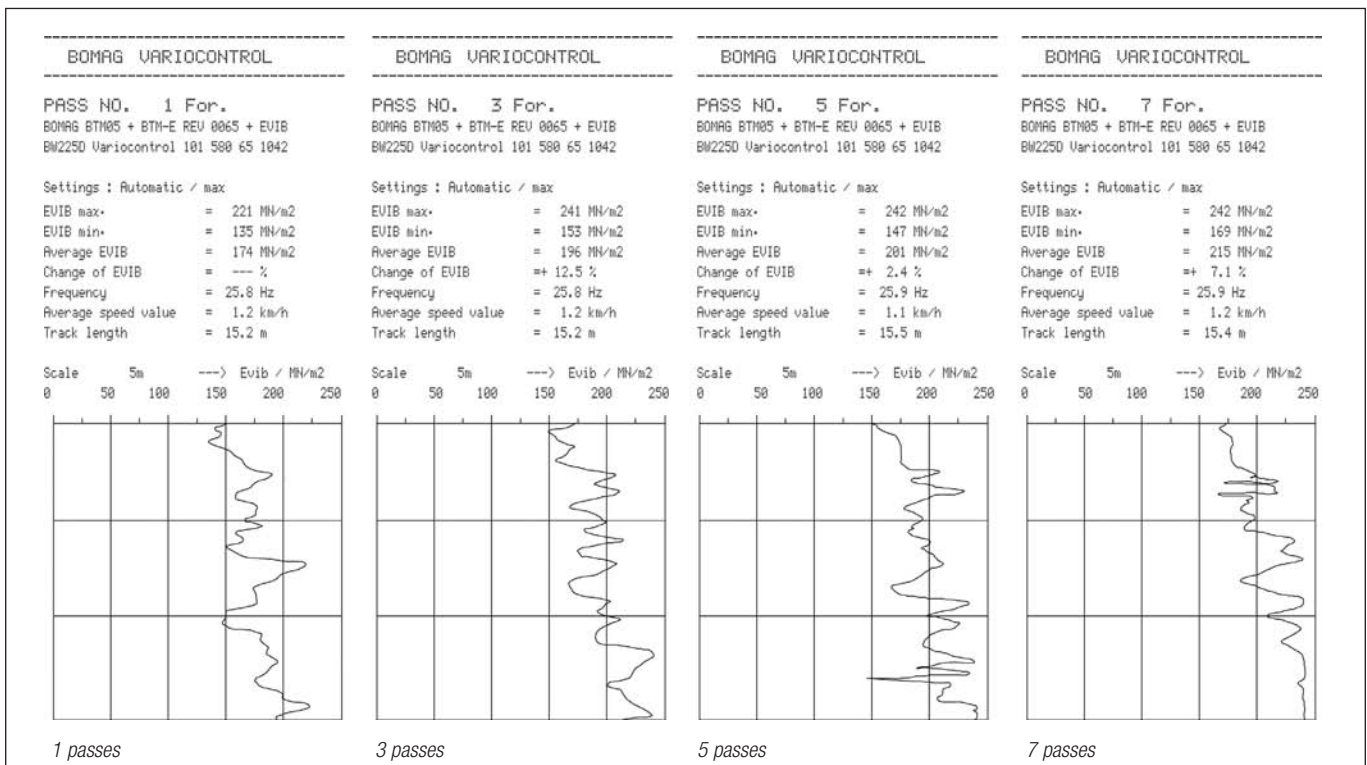 BOMAG VARIOCONTROL
PASS NO. 1 For.
BOMAG BTM05 + BTM-E REV 0065 + EVIB
BW225D Variocontrol 101 580 65 1042
Settings : Automatic / max
EVIB max. = 221 MN/m2
EVIB min. = 135 MN/m2
Average EVIB = 174 MN/m2
Change of EVIB = --- %
Frequency = 25.8 Hz
Average speed value = 1.2 km/h
Track length = 15.2 m
Scale 5m ---> Evib / MN/m2
0 50 100 150 200 250
1 passes
BOMAG VARIOCONTROL
PASS NO. 3 For.
BOMAG BTM05 + BTM-E REV 0065 + EVIB
BW225D Variocontrol 101 580 65 1042
Settings : Automatic / max
EVIB max. = 241 MN/m2
EVIB min. = 153 MN/m2
Average EVIB = 196 MN/m2
Change of EVIB =+ 12.5 %
Frequency = 25.8 Hz
Average speed value = 1.2 km/h
Track length = 15.2 m
Scale 5m ---> Evib / MN/m2
0 50 100 150 200 250
3 passes
BOMAG VARIOCONTROL
PASS NO. 5 For.
BOMAG BTM05 + BTM-E REV 0065 + EVIB
BW225D Variocontrol 101 580 65 1042
Settings : Automatic / max
EVIB max. = 242 MN/m2
EVIB min. = 147 MN/m2
Average EVIB = 201 MN/m2
Change of EVIB =+ 2.4 %
Frequency = 25.9 Hz
Average speed value = 1.1 km/h
Track length = 15.5 m
Scale 5m ---> Evib / MN/m2
0 50 100 150 200 250
5 passes
BOMAG VARIOCONTROL
PASS NO. 7 For.
BOMAG BTM05 + BTM-E REV 0065 + EVIB
BW225D Variocontrol 101 580 65 1042
Settings : Automatic / max
EVIB max. = 242 MN/m2
EVIB min. = 169 MN/m2
Average EVIB = 215 MN/m2
Change of EVIB =+ 7.1 %
Frequency = 25.9 Hz
Average speed value = 1.2 km/h
Track length = 15.4 m
Scale 5m ---> Evib / MN/m2
0 50 100 150 200 250
7 passes